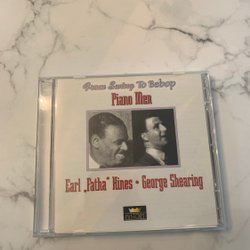 From Swing To Bebop
Piano Men
Earl „Fatha" Hines • George Shearing